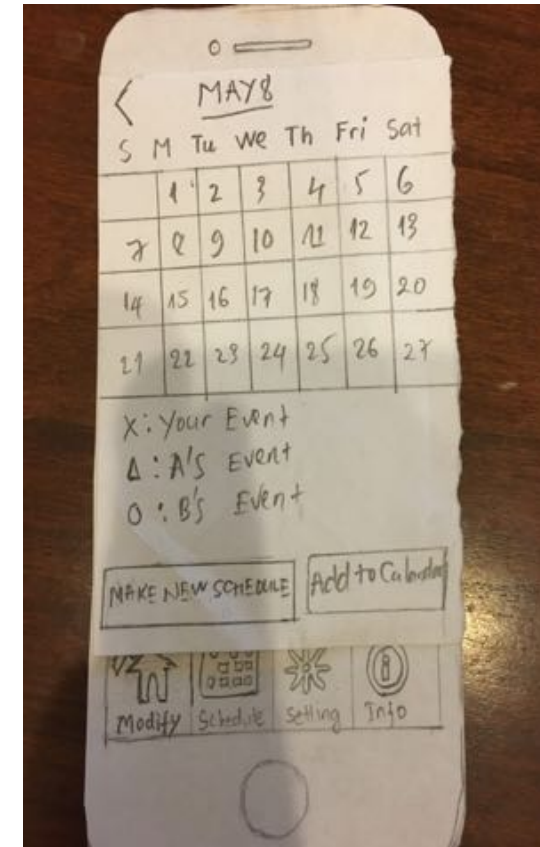 <
MAY8
S M Tu We Th Fri Sat
1 2 3 4 5 6
7 8 9 10 11 12 13
14 15 16 17 18 19 20
21 22 23 24 25 26 27
X: Your Event
Δ: A's Event
O: B's Event
MAKE NEW SCHEDULE Add to Calendar
Modify Schedule Setting Info